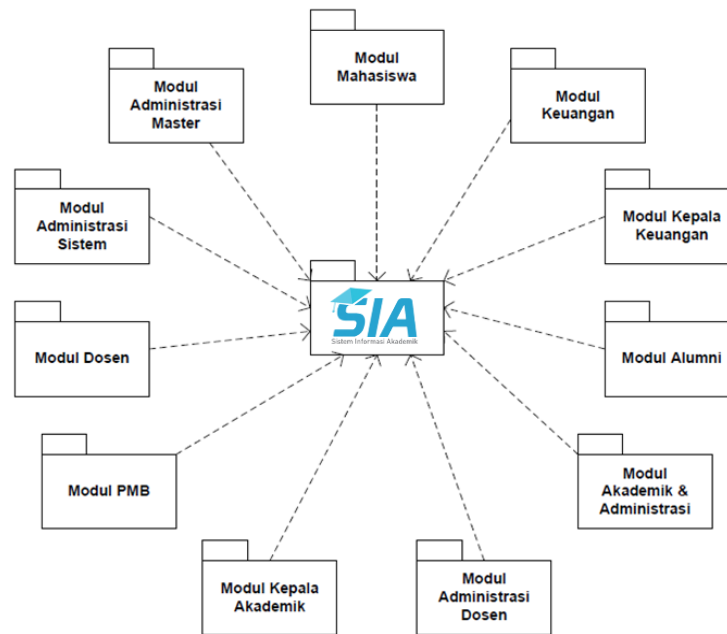 Modul
Mahasiswa
Modul
Administrasi
Master
Modul
Keuangan
Modul
Administrasi
Sistem
Modul Kepala
Keuangan
SIA
Sistem Informasi Akademik
Modul Dosen
Modul Alumni
Modul PMB
Modul
Akademik &
Administrasi
Modul Kepala
Akademik
Modul
Administrasi
Dosen